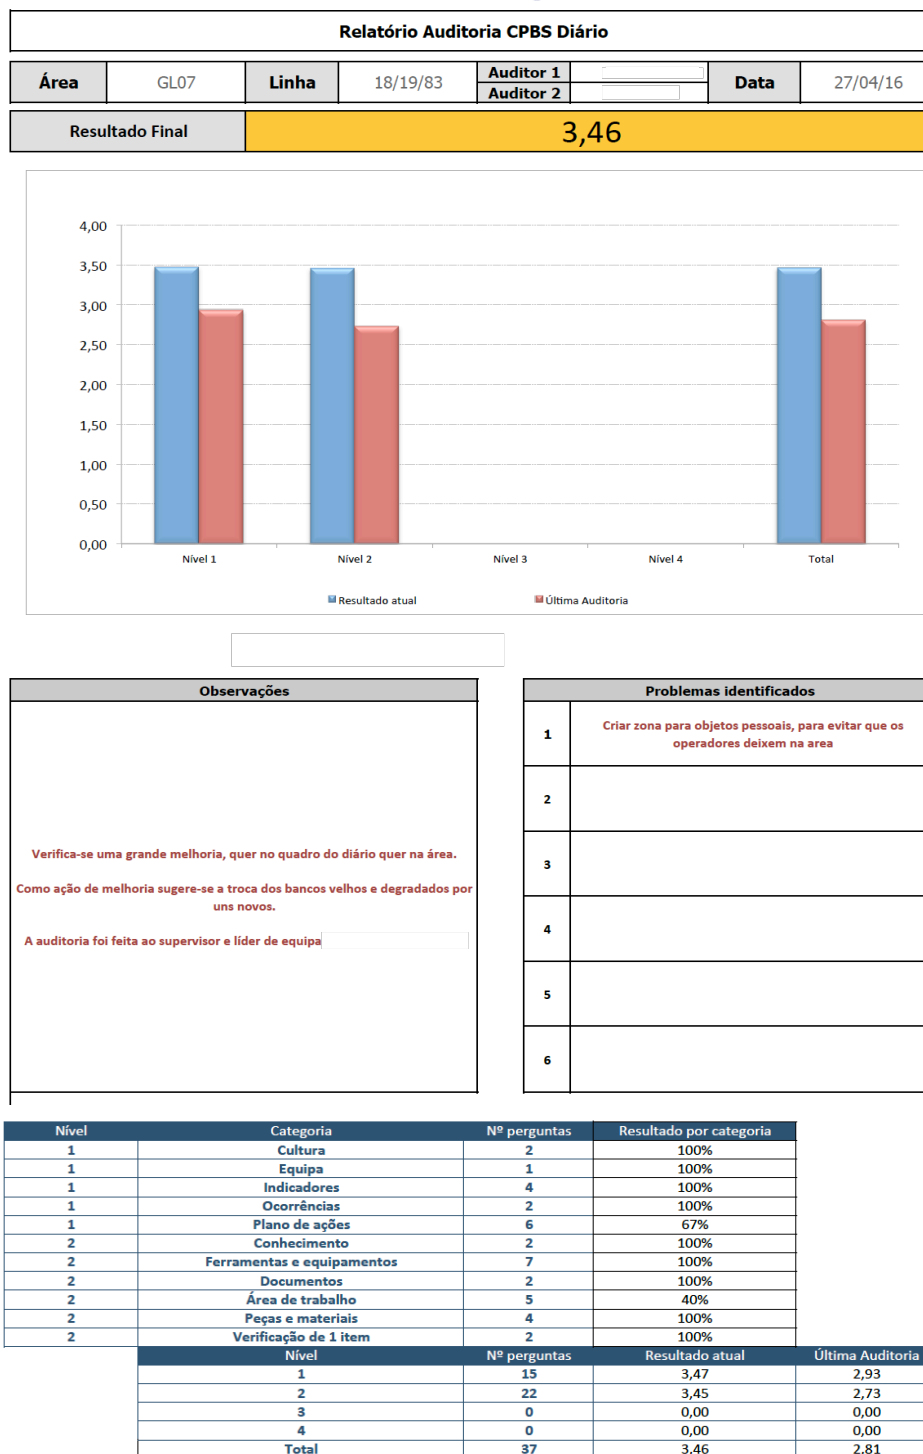 Relatório Auditoria CPBS Diário
Área GL07 Linha 18/19/83 Auditor 1 Data 27/04/16
Auditor 2
Resultado Final 3,46
4,00
3,50
3,00
2,50
2,00
1,50
1,00
0,50
0,00
Nível 1 Nível 2 Nível 3 Nível 4 Total
Resultado atual Última Auditoria
Observações
Verifica-se uma grande melhoria, quer no quadro do diário quer na área.
Como ação de melhoria sugere-se a troca dos bancos velhos e degradados por
uns novos.
A auditoria foi feita ao supervisor e líder de equipa
Problemas identificados
1 Criar zona para objetos pessoais, para evitar que os
operadores deixem na area
2
3
4
5
6
Nível Categoria Nº perguntas Resultado por categoria
1 Cultura 2 100%
1 Equipa 1 100%
1 Indicadores 4 100%
1 Ocorrências 2 100%
1 Plano de ações 6 67%
2 Conhecimento 2 100%
2 Ferramentas e equipamentos 7 100%
2 Documentos 2 100%
2 Área de trabalho 5 40%
2 Peças e materiais 4 100%
2 Verificação de 1 item 2 100%
Nível Nº perguntas Resultado atual Última Auditoria
1 15 3,47 2,93
2 22 3,45 2,73
3 0 0,00 0,00
4 0 0,00 0,00
Total 37 3,46 2,81